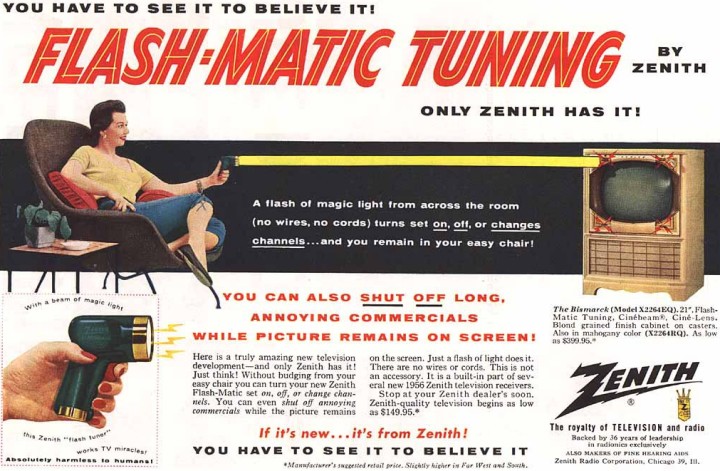 YOU HAVE TO SEE IT TO BELIEVE IT!
FLASH-MATIC TUNING
BY
ZENITH
ONLY ZENITH HAS IT!
A flash of magic light from across the room
(no wires, no cords) turns set on, off, or changes
channels...and you remain in your easy chair!
YOU CAN ALSO SHUT OFF LONG,
ANNOYING COMMERCIALS
WHILE PICTURE REMAINS ON SCREEN!
With a beam of magic light
Zenith
this Zenith "flash tuner"
works TV miracles!
Absolutely harmless to humans!
Here is a truly amazing new television
development—and only Zenith has it!
Just think! Without budging from your
easy chair you can turn your new Zenith
Flash-Matic set on, off, or change chan-
nels. You can even shut off annoying
commercials while the picture remains
on the screen. Just a flash of light does it.
There are no wires or cords. This is not
an accessory. It is a built-in part of sev-
eral new 1956 Zenith television receivers.
Stop at your Zenith dealer's soon.
Zenith-quality television begins as low
as $149.95.*
If it's new...it's from Zenith!
YOU HAVE TO SEE IT TO BELIEVE IT
*Manufacturer's suggested retail price. Slightly higher in Far West and South.
The Bismarck (Model X2264EQ). 21", Flash-
Matic Tuning, Cinébeam®, Ciné-Lens.
Blond grained finish cabinet on casters.
Also in mahogany color (X2264RQ). As low
as $399.95.*
ZENITH
®
The royalty of TELEVISION and radio
Backed by 36 years of leadership
in radionics exclusively
ALSO MAKERS OF FINE HEARING AIDS
Zenith Radio Corporation, Chicago 39, Ill.